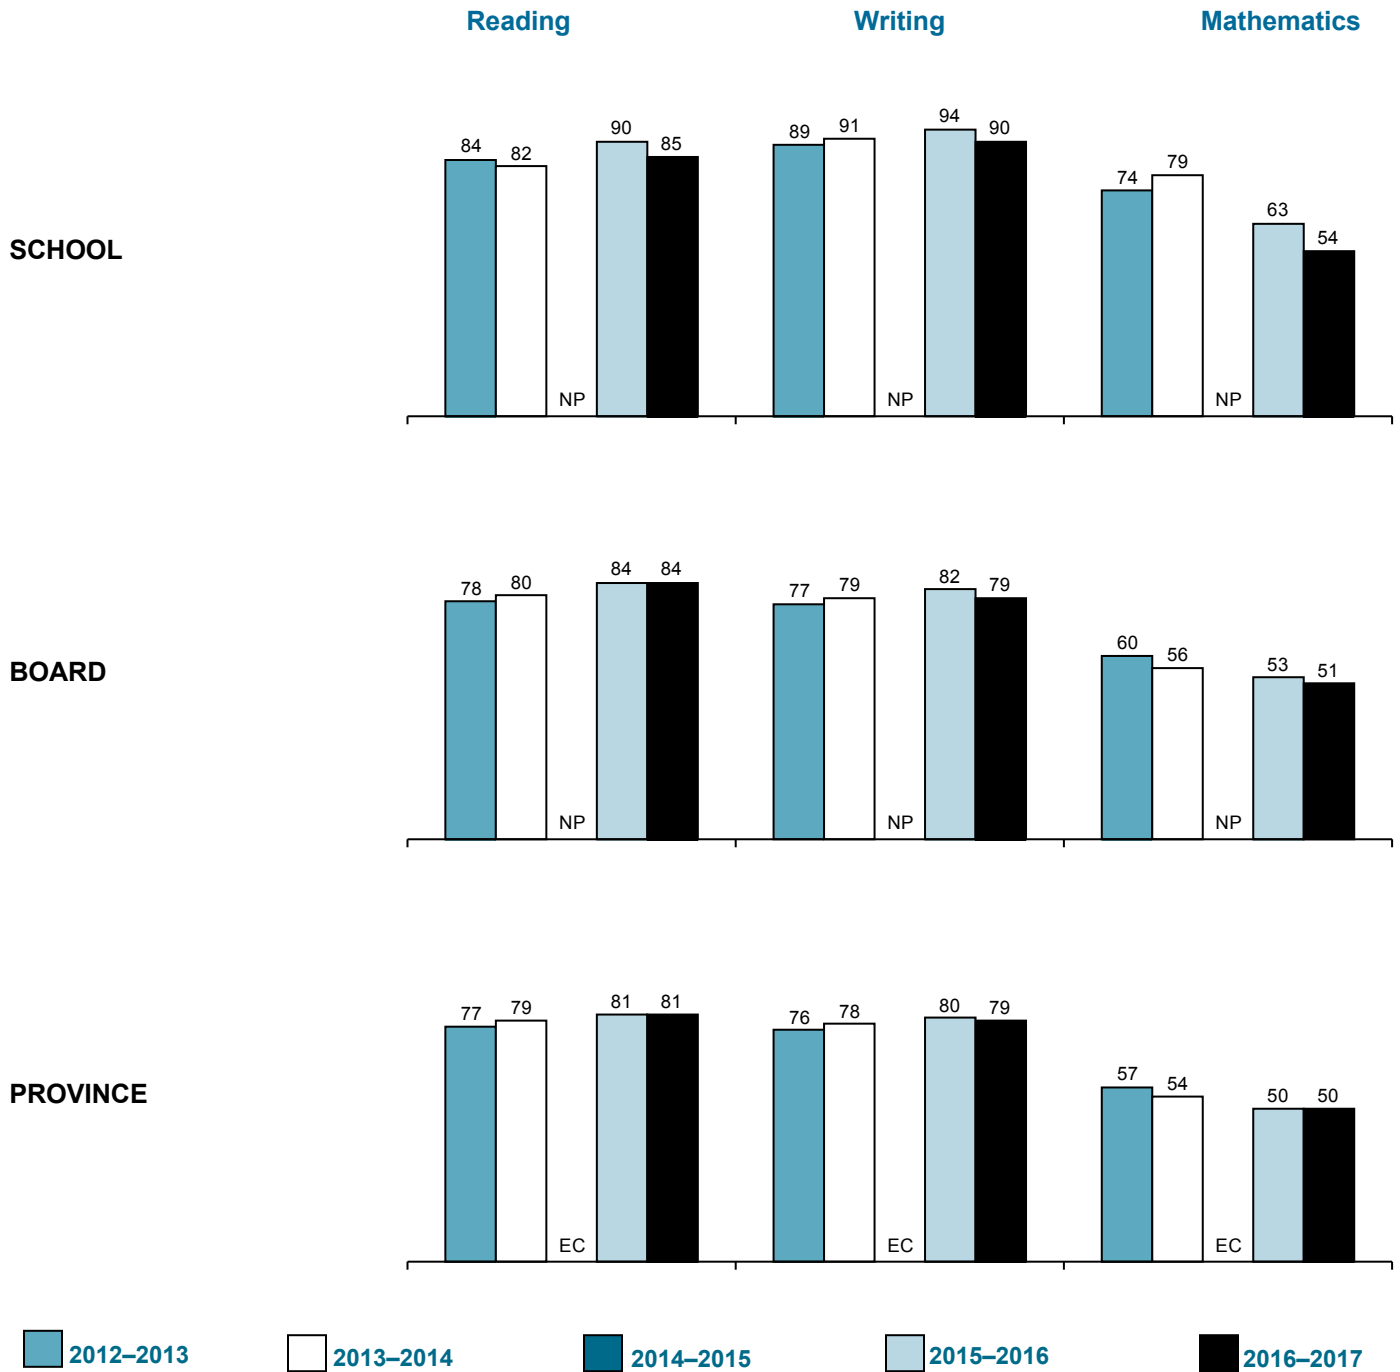 Reading Writing Mathematics
SCHOOL
84 82 NP 90 85 89 91 NP 94 90 74 79 NP 63 54
BOARD
78 80 NP 84 84 77 79 NP 82 79 60 56 NP 53 51
PROVINCE
77 79 EC 81 81 76 78 EC 80 79 57 54 EC 50 50
2012–2013 2013–2014 2014–2015 2015–2016 2016–2017